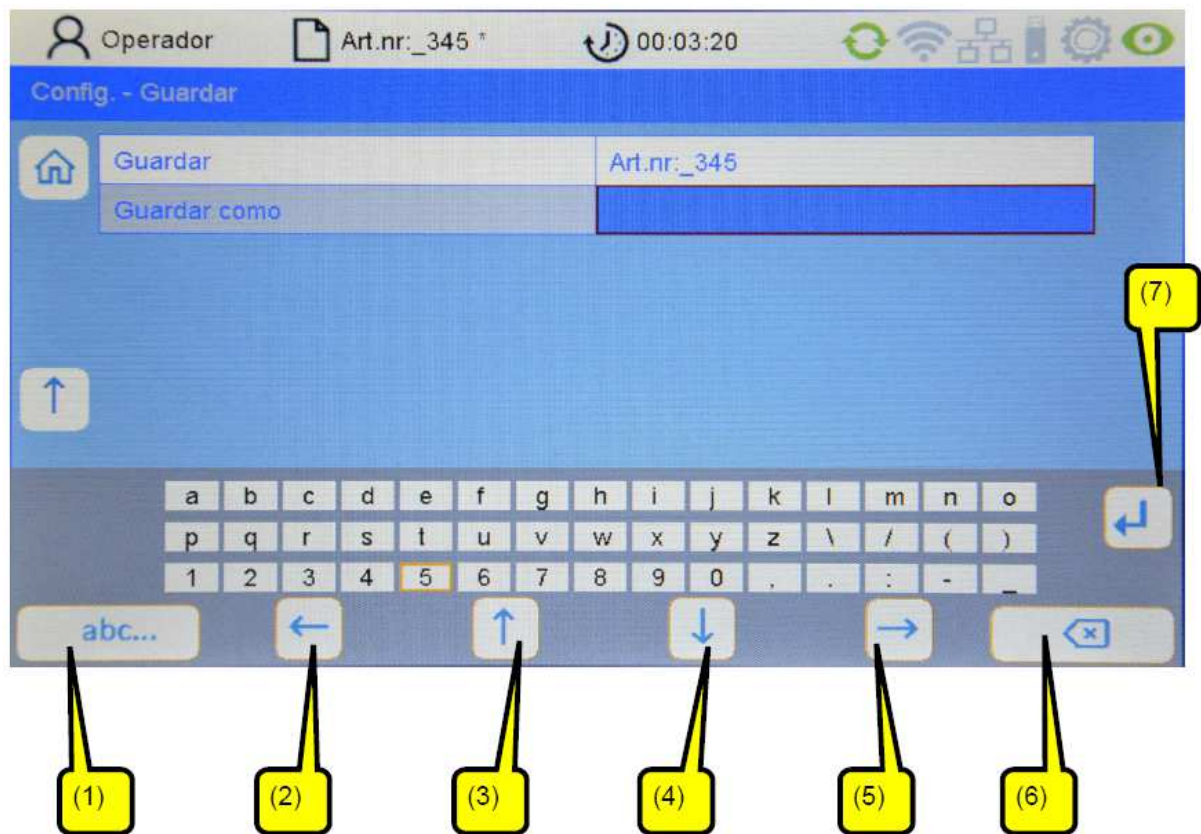 Operador Art.nr:_345 * 00:03:20
Config. - Guardar
Guardar Art.nr:_345
Guardar como
(7)
a b c d e f g h i j k l m n o
p q r s t u v w x y z \ / ( )
1 2 3 4 5 6 7 8 9 0 , . : - _
abc...
(1) (2) (3) (4) (5) (6)